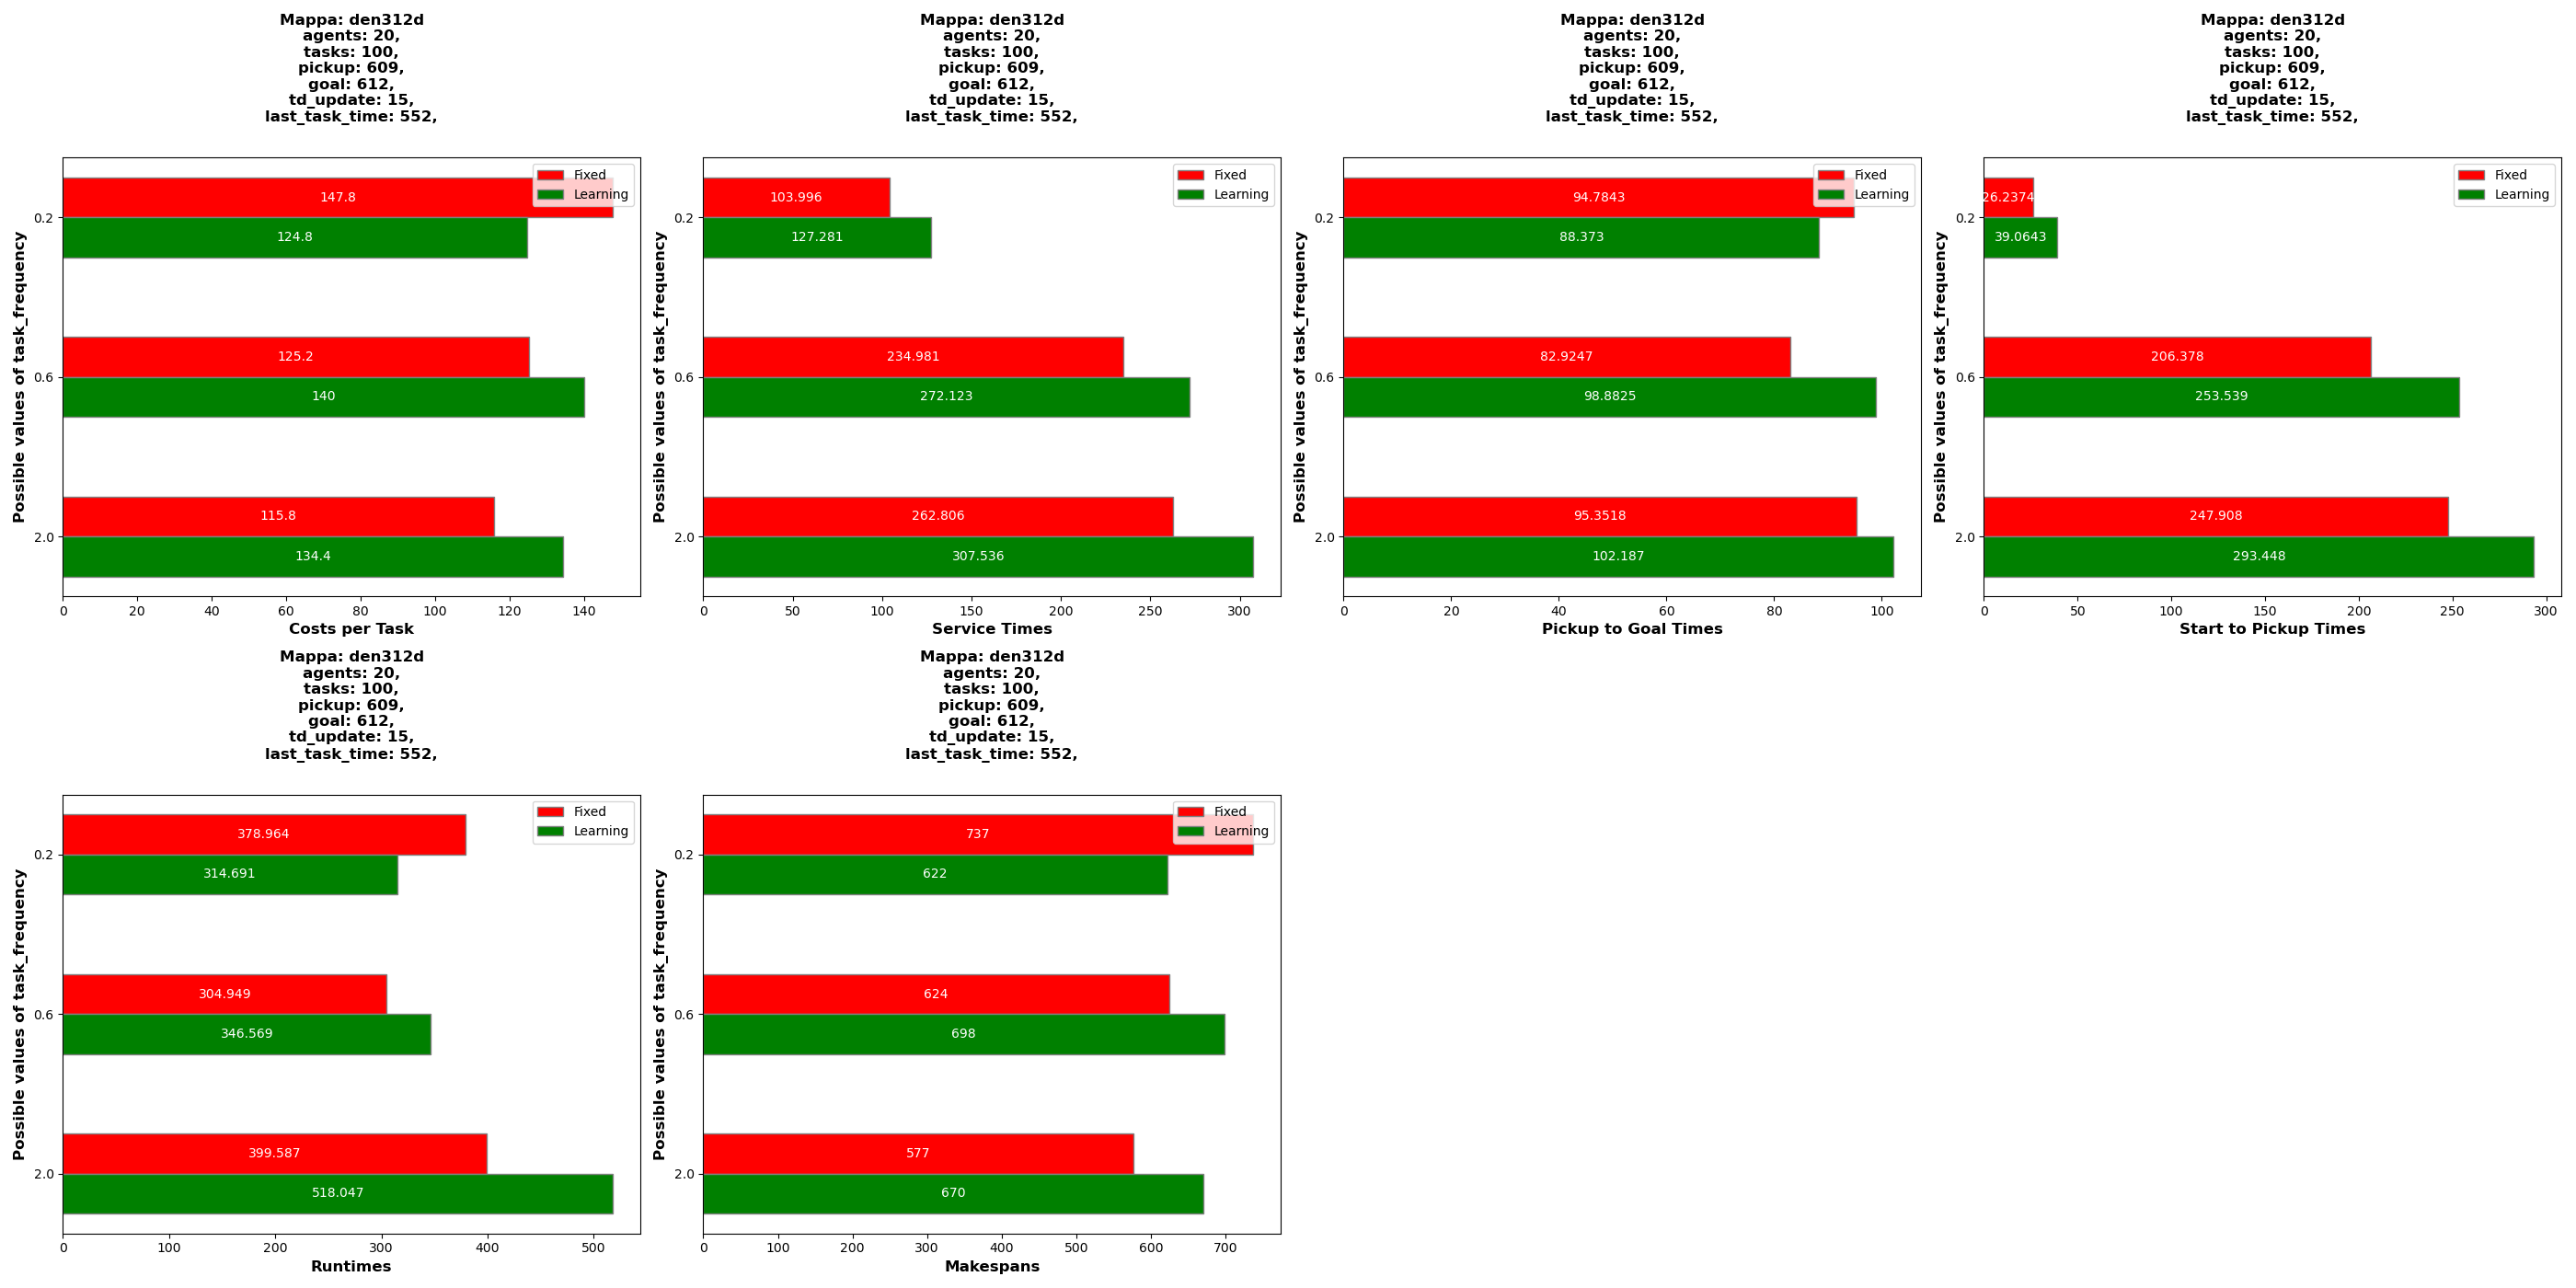 Mappa: den312d
agents: 20,
tasks: 100,
pickup: 609,
goal: 612,
td_update: 15,
last_task_time: 552,
Fixed
Learning
147.8
0.2
124.8
125.2
0.6
140
115.8
2.0
134.4
0 20 40 60 80 100 120 140
Costs per Task
Possible values of task_frequency
Mappa: den312d
agents: 20,
tasks: 100,
pickup: 609,
goal: 612,
td_update: 15,
last_task_time: 552,
Fixed
Learning
103.996
0.2
127.281
234.981
0.6
272.123
262.806
2.0
307.536
0 50 100 150 200 250 300
Service Times
Possible values of task_frequency
Mappa: den312d
agents: 20,
tasks: 100,
pickup: 609,
goal: 612,
td_update: 15,
last_task_time: 552,
Fixed
Learning
94.7843
0.2
88.373
82.9247
0.6
98.8825
95.3518
2.0
102.187
0 20 40 60 80 100
Pickup to Goal Times
Possible values of task_frequency
Mappa: den312d
agents: 20,
tasks: 100,
pickup: 609,
goal: 612,
td_update: 15,
last_task_time: 552,
Fixed
Learning
26.2374
0.2
39.0643
206.378
0.6
253.539
247.908
2.0
293.448
0 50 100 150 200 250 300
Start to Pickup Times
Possible values of task_frequency
Mappa: den312d
agents: 20,
tasks: 100,
pickup: 609,
goal: 612,
td_update: 15,
last_task_time: 552,
Fixed
Learning
378.964
0.2
314.691
304.949
0.6
346.569
399.587
2.0
518.047
0 100 200 300 400 500
Runtimes
Possible values of task_frequency
Mappa: den312d
agents: 20,
tasks: 100,
pickup: 609,
goal: 612,
td_update: 15,
last_task_time: 552,
Fixed
Learning
737
0.2
622
624
0.6
698
577
2.0
670
0 100 200 300 400 500 600 700
Makespans
Possible values of task_frequency